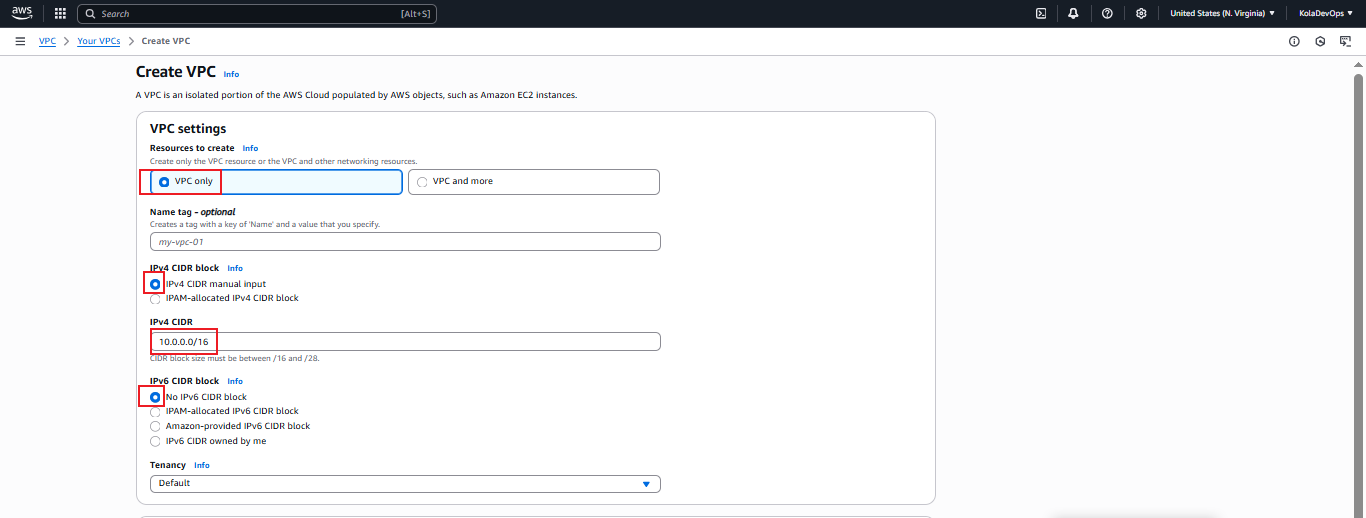 aws Search [Alt+S] United States (N. Virginia) KolaDevOps
VPC Your VPCs Create VPC
Create VPC Info
A VPC is an isolated portion of the AWS Cloud populated by AWS objects, such as Amazon EC2 instances.
VPC settings
Resources to create Info
Create only the VPC resource or the VPC and other networking resources.
VPC only VPC and more
Name tag - optional
Creates a tag with a key of 'Name' and a value that you specify.
my-vpc-01
IPv4 CIDR block Info
IPv4 CIDR manual input
IPAM-allocated IPv4 CIDR block
IPv4 CIDR
10.0.0.0/16
CIDR block size must be between /16 and /28.
IPv6 CIDR block Info
No IPv6 CIDR block
IPAM-allocated IPv6 CIDR block
Amazon-provided IPv6 CIDR block
IPv6 CIDR owned by me
Tenancy Info
Default